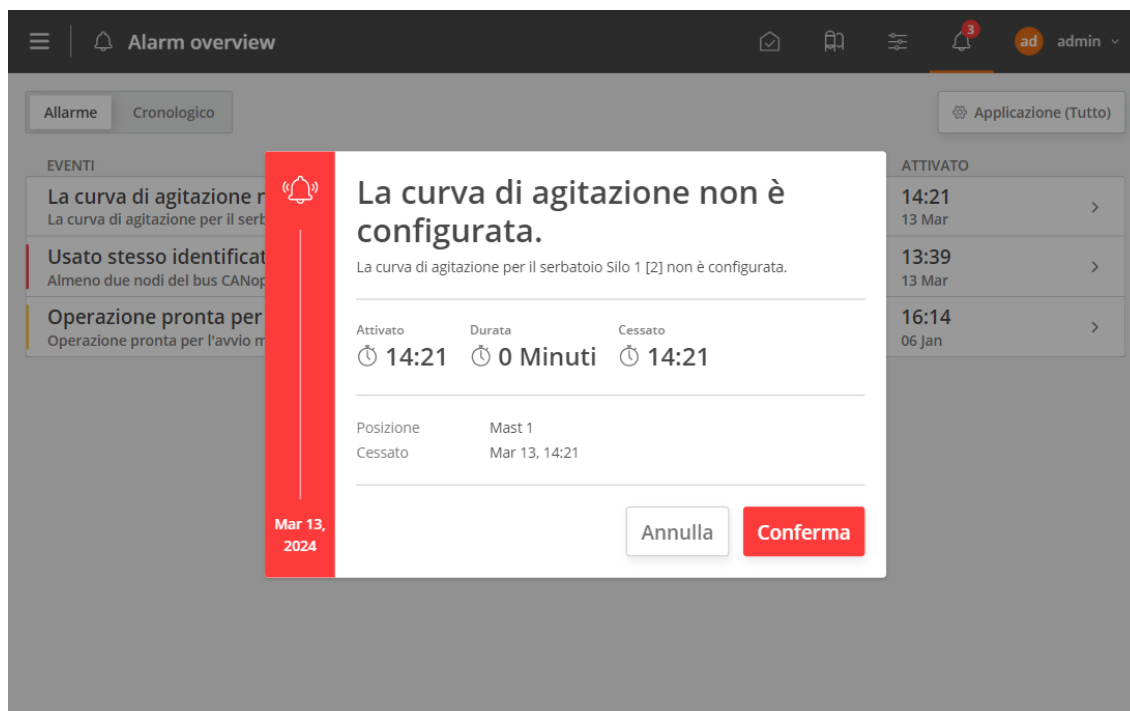 Alarm overview
3
ad admin
Allarme Cronologico
Applicazione (Tutto)
EVENTI ATTIVATO
La curva di agitazione
La curva di agitazione per il
14:21
13 Mar
Usato stesso
Almeno due nodi del bus
13:39
13 Mar
Operazione pronta per
Operazione pronta per l'avvio
16:14
06 Jan
La curva di agitazione non è
configurata.
La curva di agitazione per il serbatoio Silo 1 [2] non è configurata.
Attivato Durata Cessato
14:21 0 Minuti 14:21
Posizione Mast 1
Cessato Mar 13, 14:21
Mar 13,
2024
Annulla Conferma